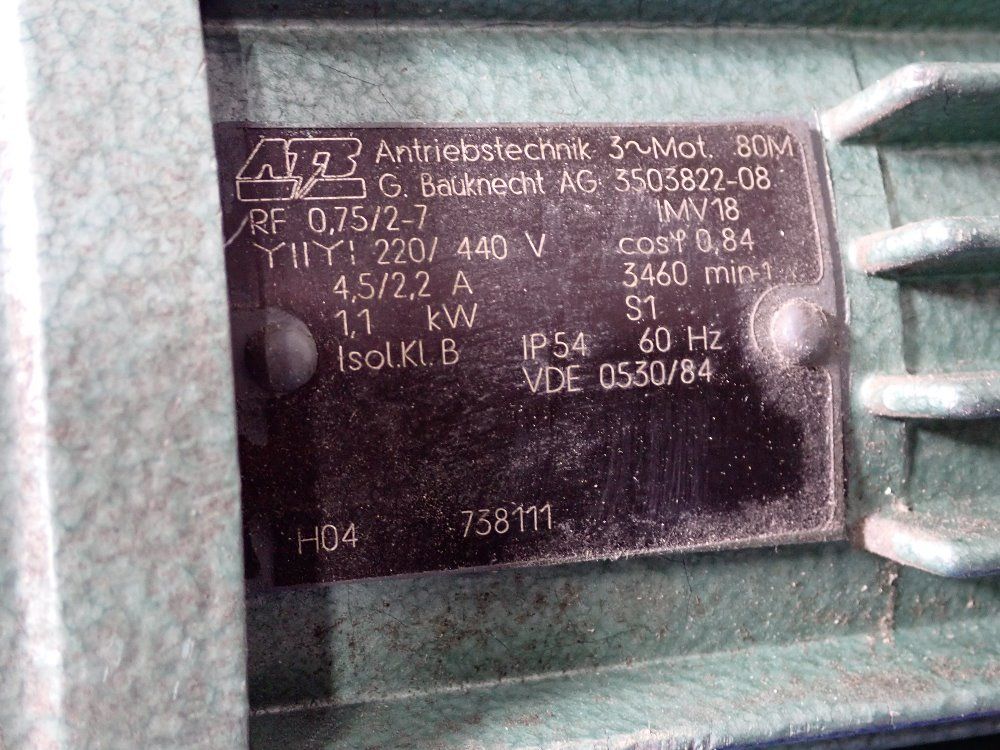 ATB Antriebstechnik 3~Mot. 80M
G. Bauknecht AG 3503822-08
RF 0,75/2-7 IMV18
YIIY! 220/ 440 V cosφ 0,84
4,5/2,2 A 3460 min-1
1,1 kW S1
Isol.Kl. B IP54 60 Hz
VDE 0530/84
H04 738111